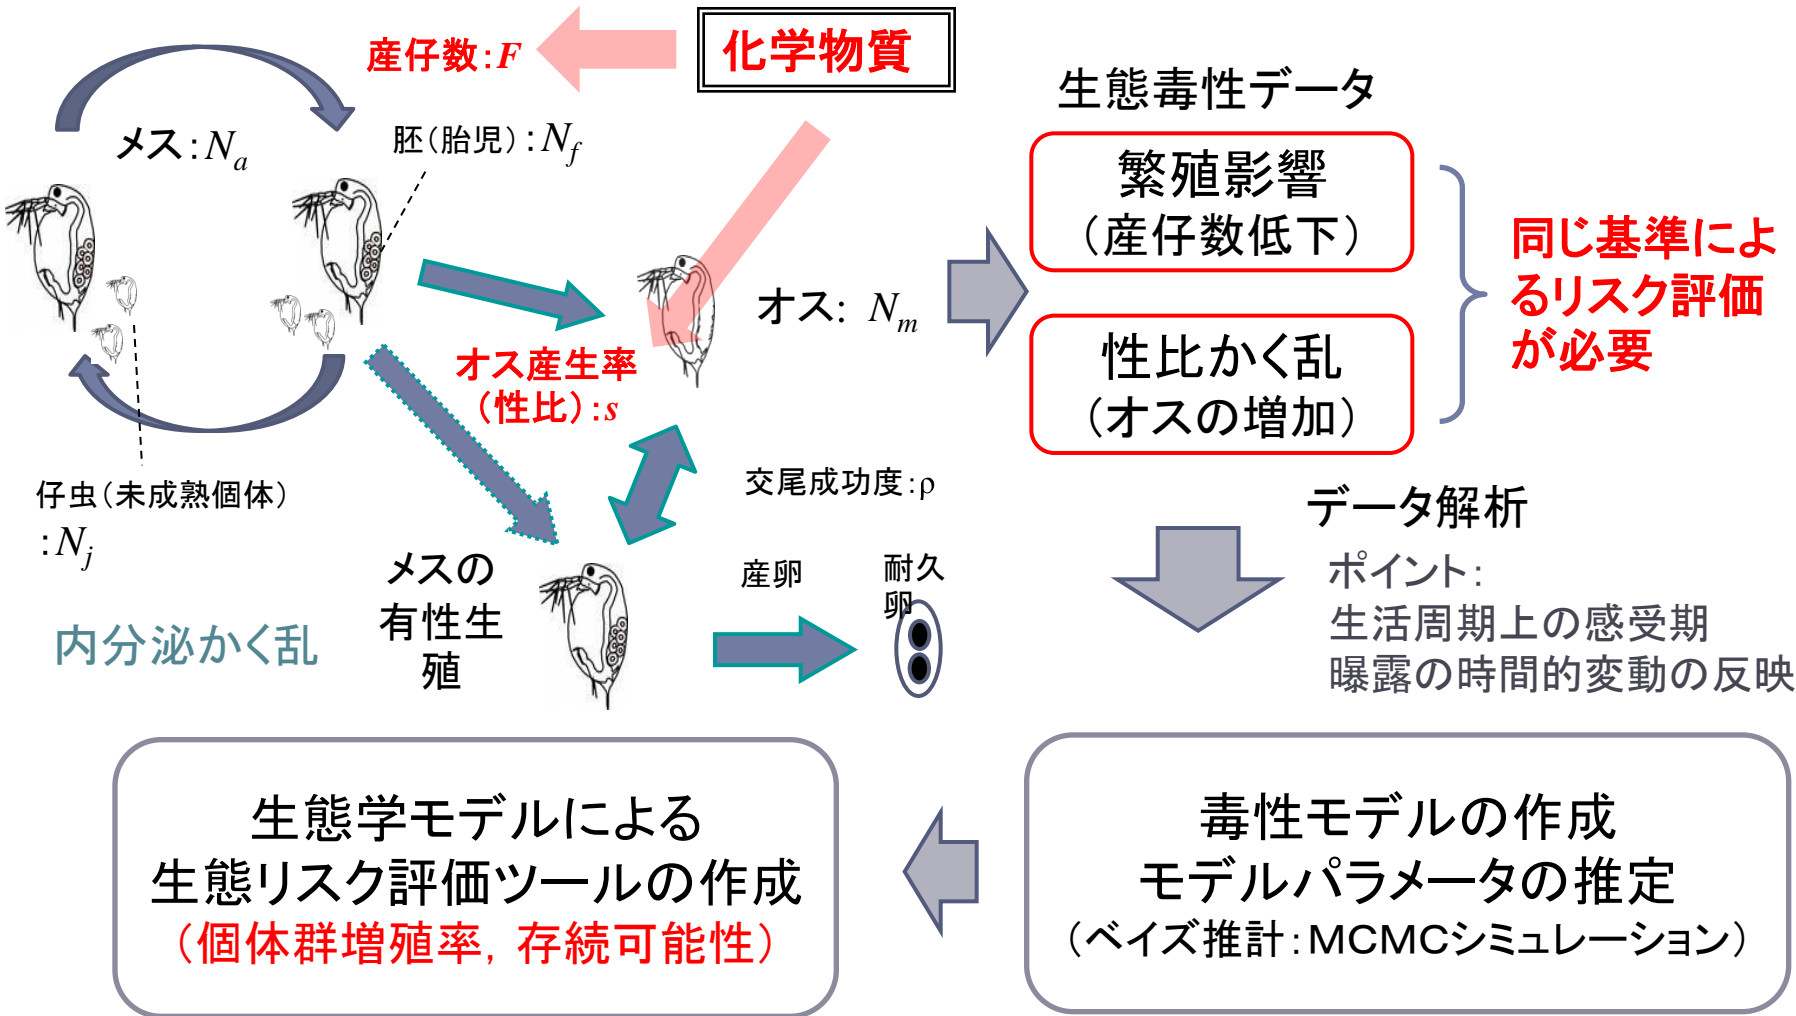 産仔数：F
化学物質
メス：Na
胚（胎児）：Nf
オス： Nm
オス産生率
（性比）：s
仔虫（未成熟個体）
：Nj
交尾成功度：ρ
メスの
有性生
殖
産卵
耐久
卵
内分泌かく乱
生態毒性データ
繁殖影響
（産仔数低下）
性比かく乱
（オスの増加）
同じ基準によ
るリスク評価
が必要
データ解析
ポイント：
生活周期上の感受期
曝露の時間的変動の反映
毒性モデルの作成
モデルパラメータの推定
（ベイズ推計：MCMCシミュレーション）
生態学モデルによる
生態リスク評価ツールの作成
（個体群増殖率，存続可能性）